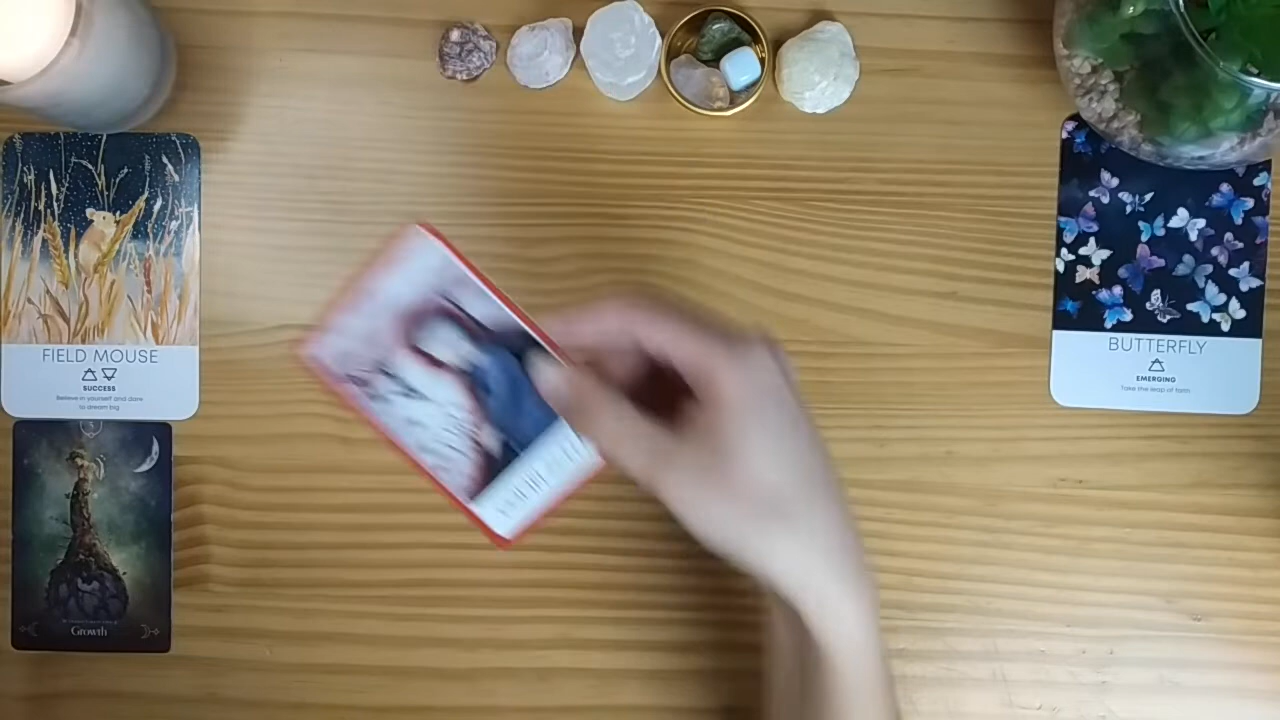 FIELD MOUSE
SUCCESS
Believe in yourself and dare
to dream big
Growth
BUTTERFLY
EMERGING
Take the leap of faith